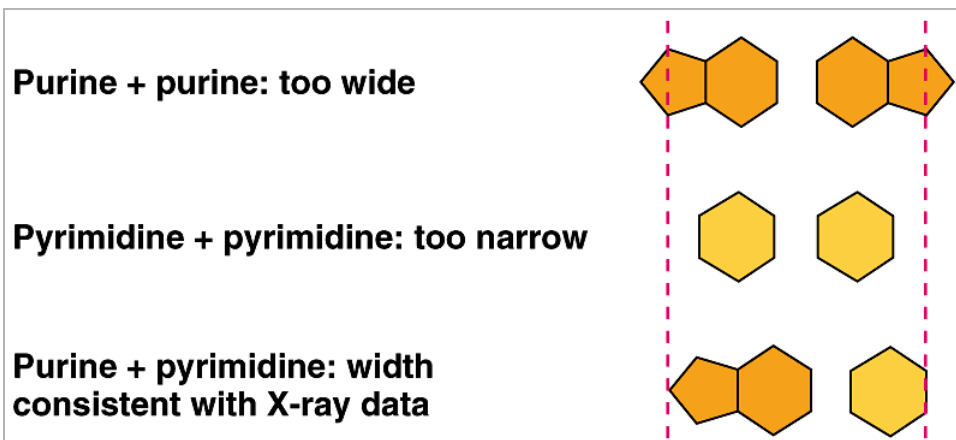 Purine + purine: too wide
Pyrimidine + pyrimidine: too narrow
Purine + pyrimidine: width
consistent with X-ray data